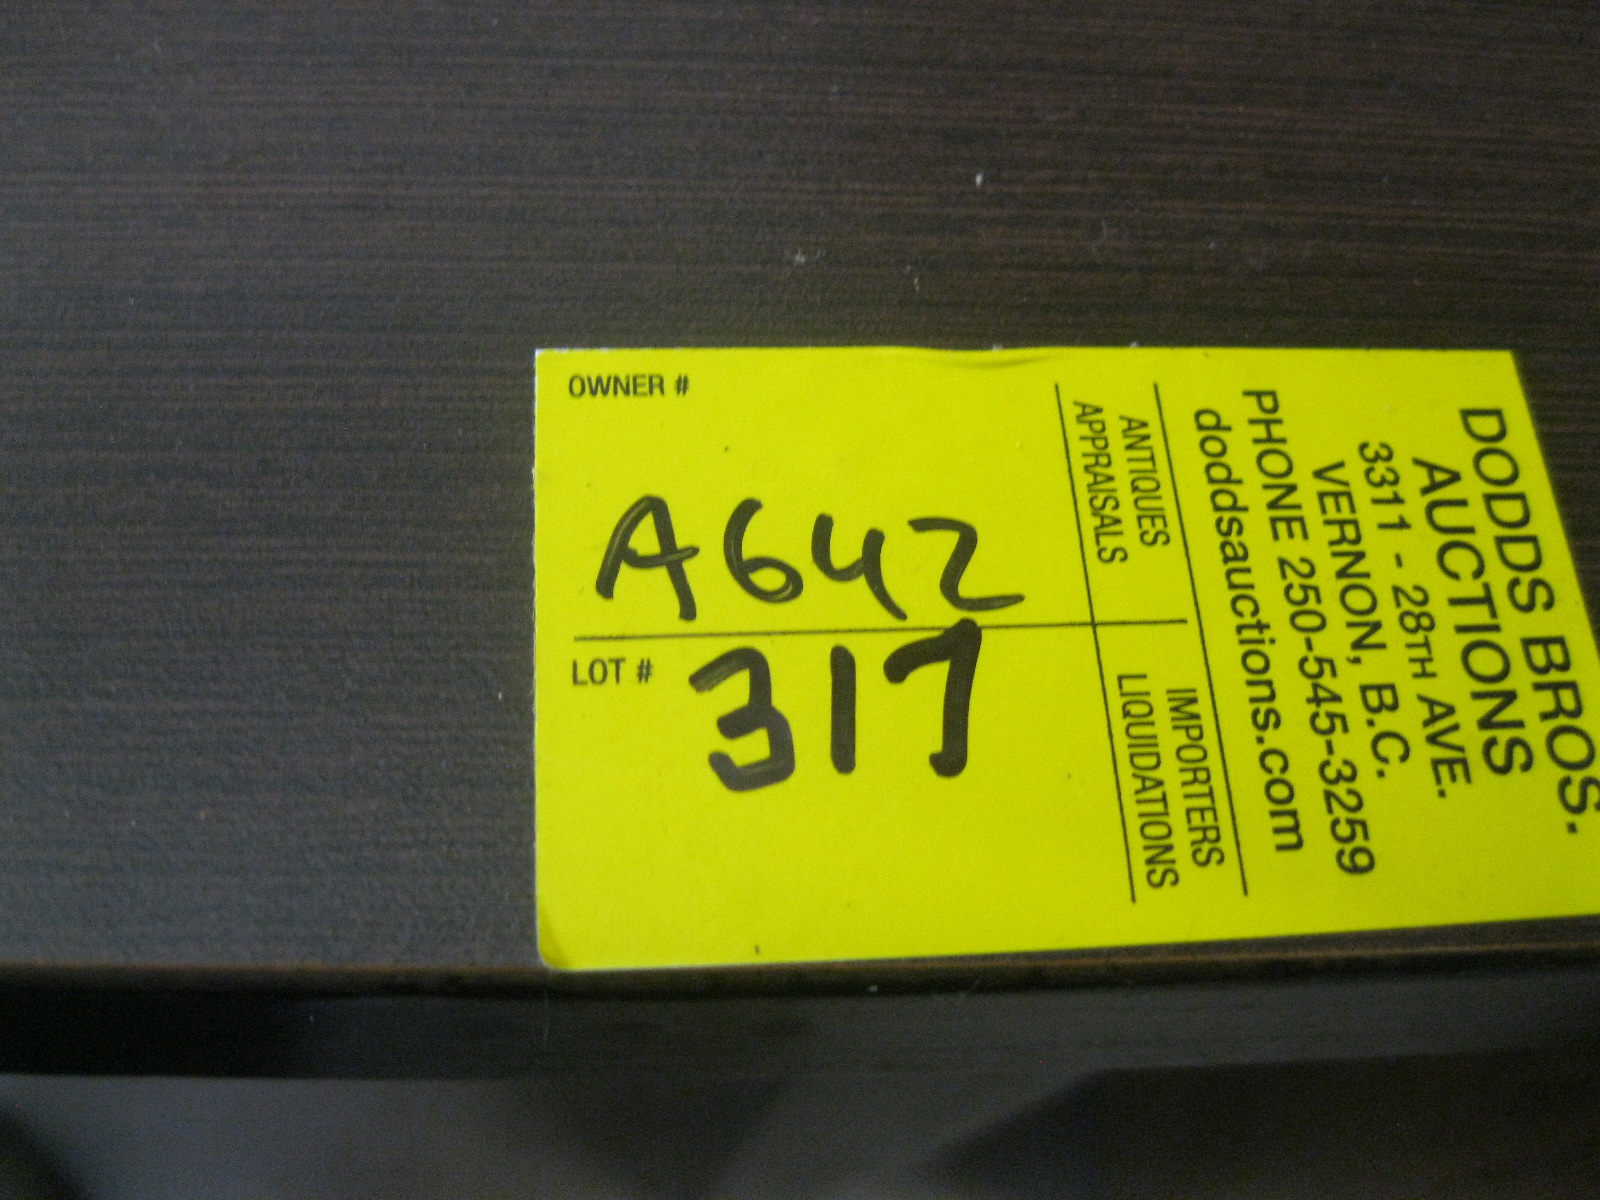 OWNER #
A642
LOT #
317
DODDS BROS.
AUCTIONS
3311 - 28TH AVE.
VERNON, B.C.
PHONE 250-545-3259
doddsauctions.com
ANTIQUES
APPRAISALS
IMPORTERS
LIQUIDATIONS